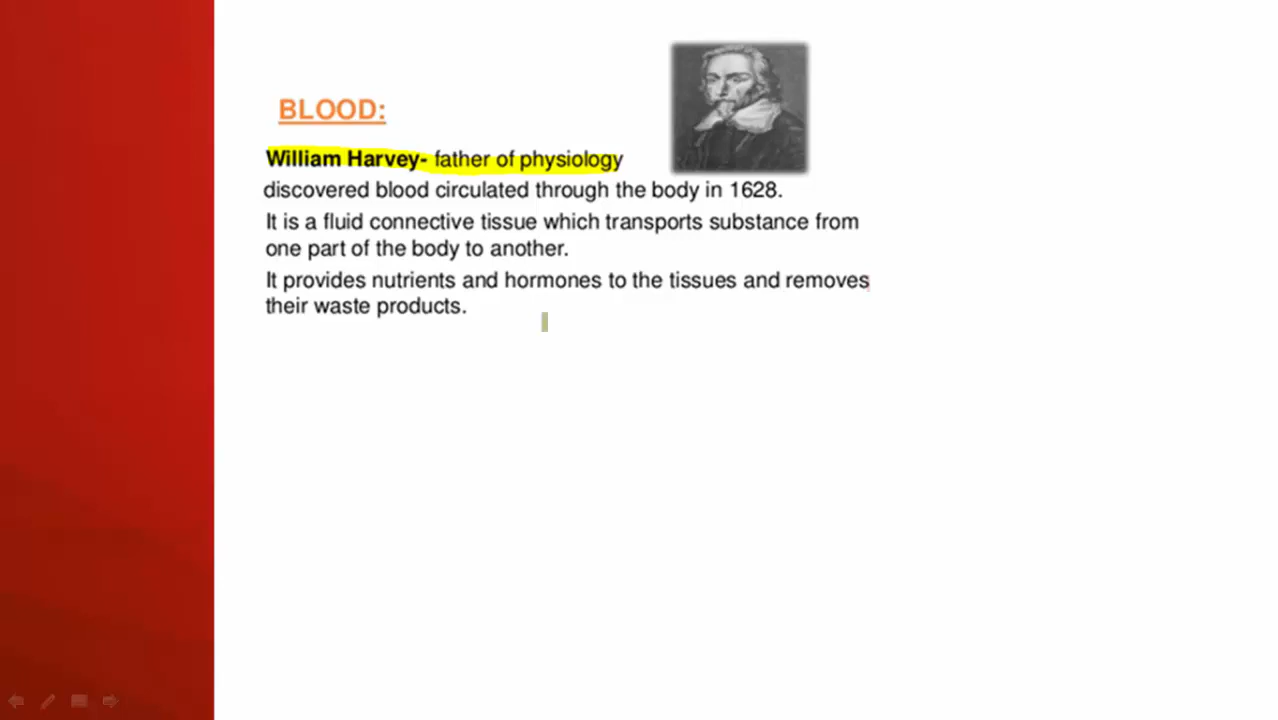 BLOOD:
William Harvey- father of physiology
discovered blood circulated through the body in 1628.
It is a fluid connective tissue which transports substance from
one part of the body to another.
It provides nutrients and hormones to the tissues and removes
their waste products.